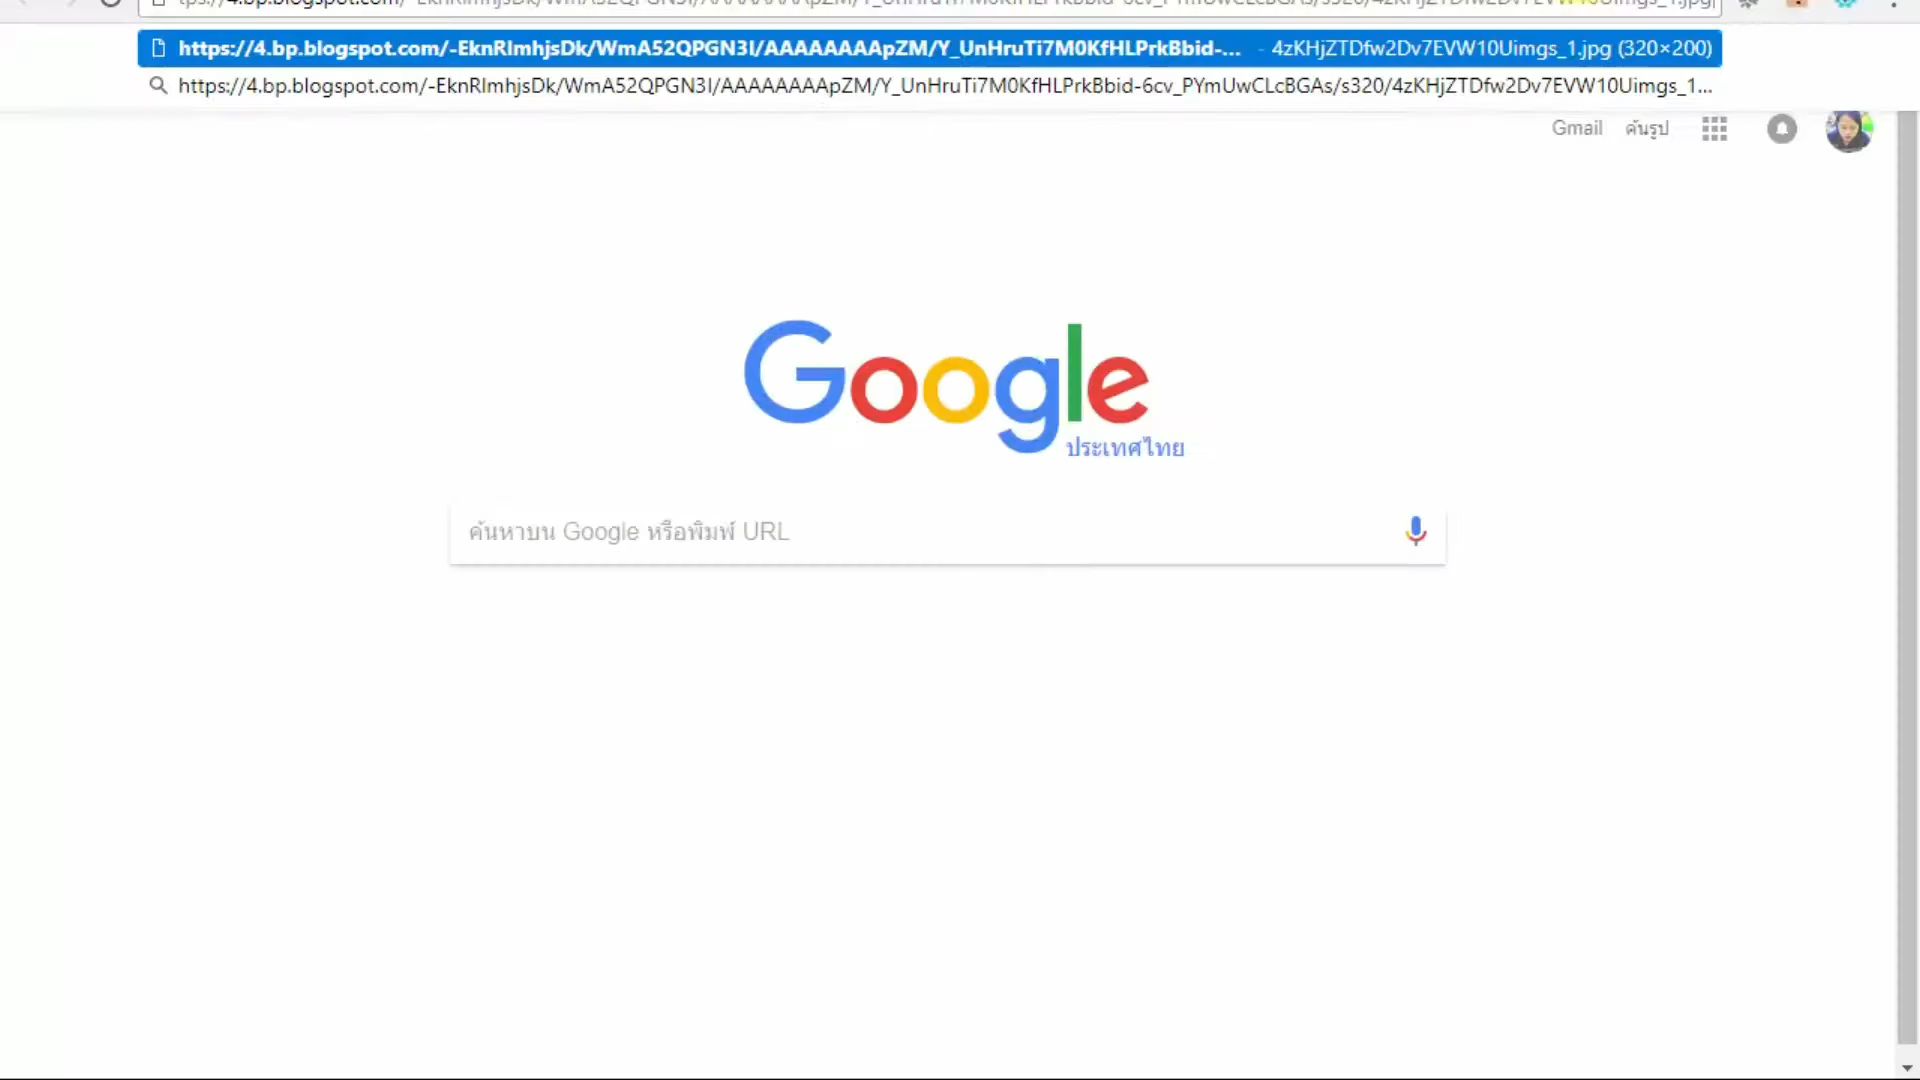 https://4.bp.blogspot.com/-EknRlmhjsDk/WmA52QPGN3I/AAAAAAAApZM/Y_UnHruTi7M0KfHLPrkBbid-... - 4zKHjZTDfw2Dv7EVW10Uimgs_1.jpg (320×200)
https://4.bp.blogspot.com/-EknRlmhjsDk/WmA52QPGN3I/AAAAAAAApZM/Y_UnHruTi7M0KfHLPrkBbid-6cv_PYmUwCLcBGAs/s320/4zKHjZTDfw2Dv7EVW10Uimgs_1...
Gmail ค้นรูป
Google
ประเทศไทย
ค้นหาบน Google หรือพิมพ์ URL